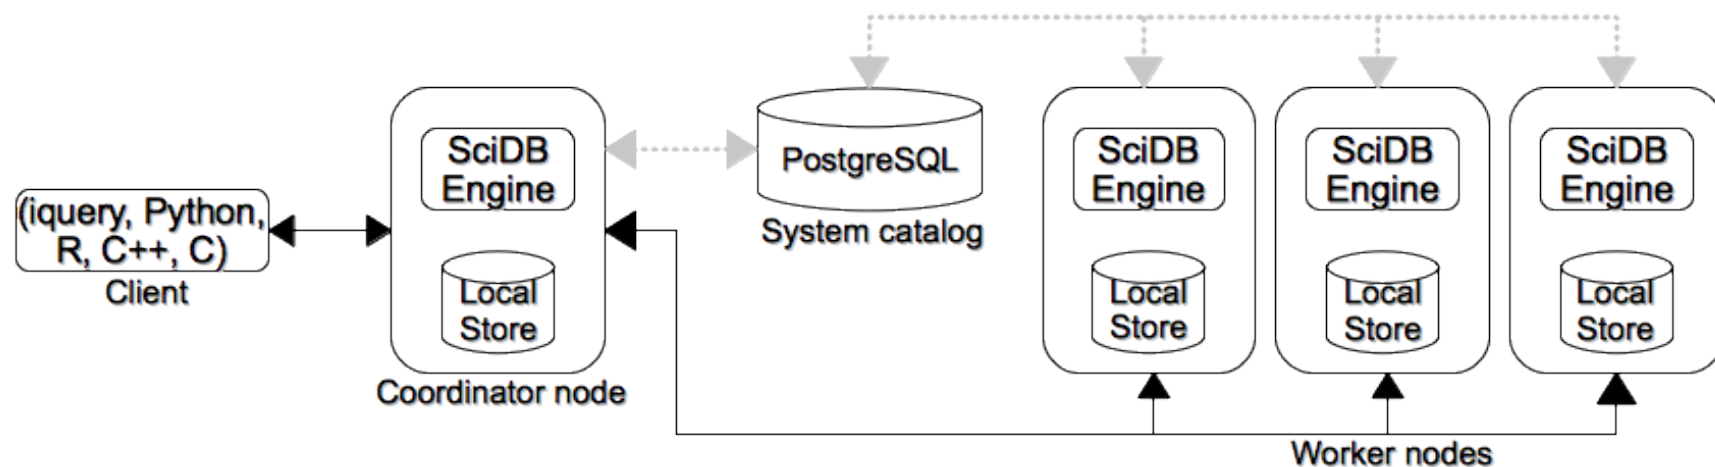 (iquery, Python,
R, C++, C)
Client
SciDB
Engine
Local
Store
Coordinator node
PostgreSQL
System catalog
SciDB
Engine
Local
Store
SciDB
Engine
Local
Store
SciDB
Engine
Local
Store
Worker nodes